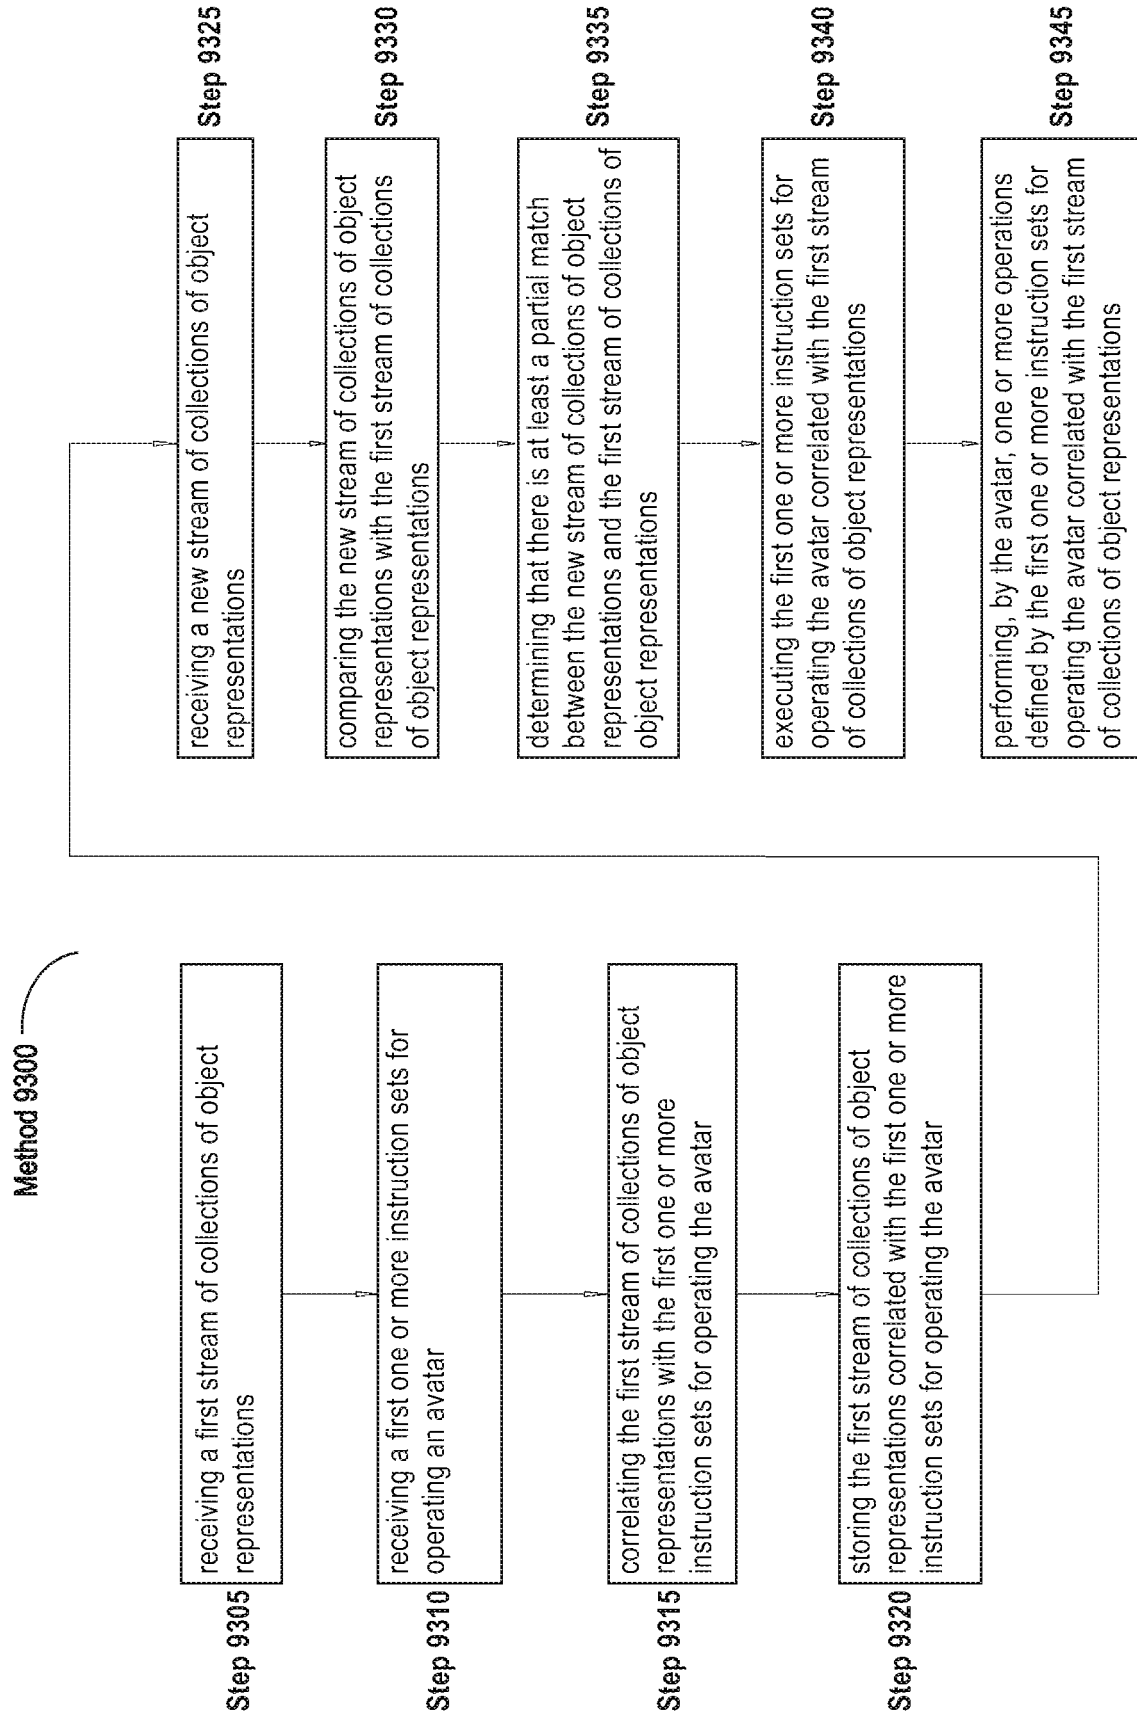 Method 9300
Step 9305
receiving a first stream of collections of object
representations
Step 9310
receiving a first one or more instruction sets for
operating an avatar
Step 9315
correlating the first stream of collections of object
representations with the first one or more
instruction sets for operating the avatar
Step 9320
storing the first stream of collections of object
representations correlated with the first one or more
instruction sets for operating the avatar
receiving a new stream of collections of object
representations
Step 9325
comparing the new stream of collections of object
representations with the first stream of collections
of object representations
Step 9330
determining that there is at least a partial match
between the new stream of collections of object
representations and the first stream of collections of
object representations
Step 9335
executing the first one or more instruction sets for
operating the avatar correlated with the first stream
of collections of object representations
Step 9340
performing, by the avatar, one or more operations
defined by the first one or more instruction sets for
operating the avatar correlated with the first stream
of collections of object representations
Step 9345